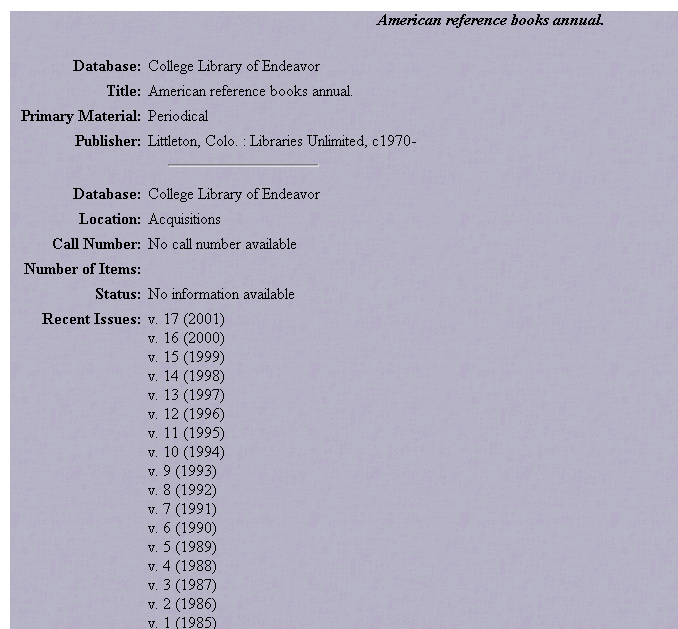 American reference books annual.
Database: College Library of Endeavor
Title: American reference books annual.
Primary Material: Periodical
Publisher: Littleton, Colo. : Libraries Unlimited, c1970-
Database: College Library of Endeavor
Location: Acquisitions
Call Number: No call number available
Number of Items:
Status: No information available
Recent Issues: v. 17 (2001)
v. 16 (2000)
v. 15 (1999)
v. 14 (1998)
v. 13 (1997)
v. 12 (1996)
v. 11 (1995)
v. 10 (1994)
v. 9 (1993)
v. 8 (1992)
v. 7 (1991)
v. 6 (1990)
v. 5 (1989)
v. 4 (1988)
v. 3 (1987)
v. 2 (1986)
v. 1 (1985)